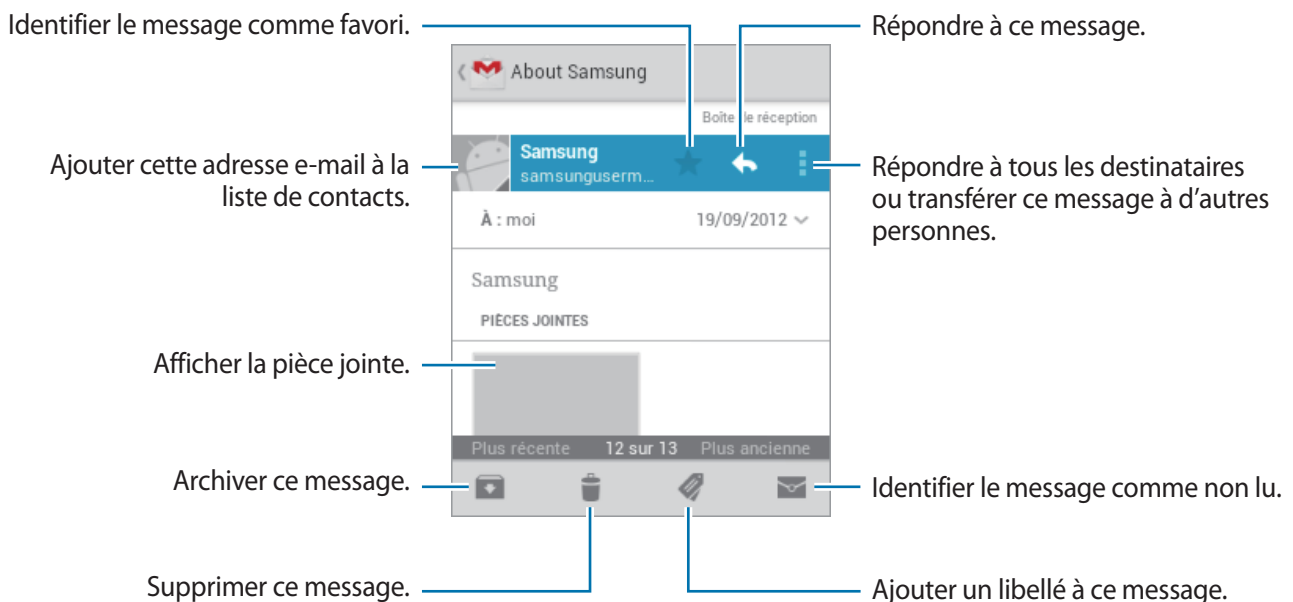 Identifier le message comme favori.
Répondre à ce message.
About Samsung
Boîte de réception
Ajouter cette adresse e-mail à la
liste de contacts.
Samsung
samsunguserm...
Répondre à tous les destinataires
ou transférer ce message à d'autres
personnes.
À : moi
19/09/2012
Samsung
PIÈCES JOINTES
Afficher la pièce jointe.
Plus récente 12 sur 13 Plus ancienne
Archiver ce message.
Identifier le message comme non lu.
Supprimer ce message.
Ajouter un libellé à ce message.